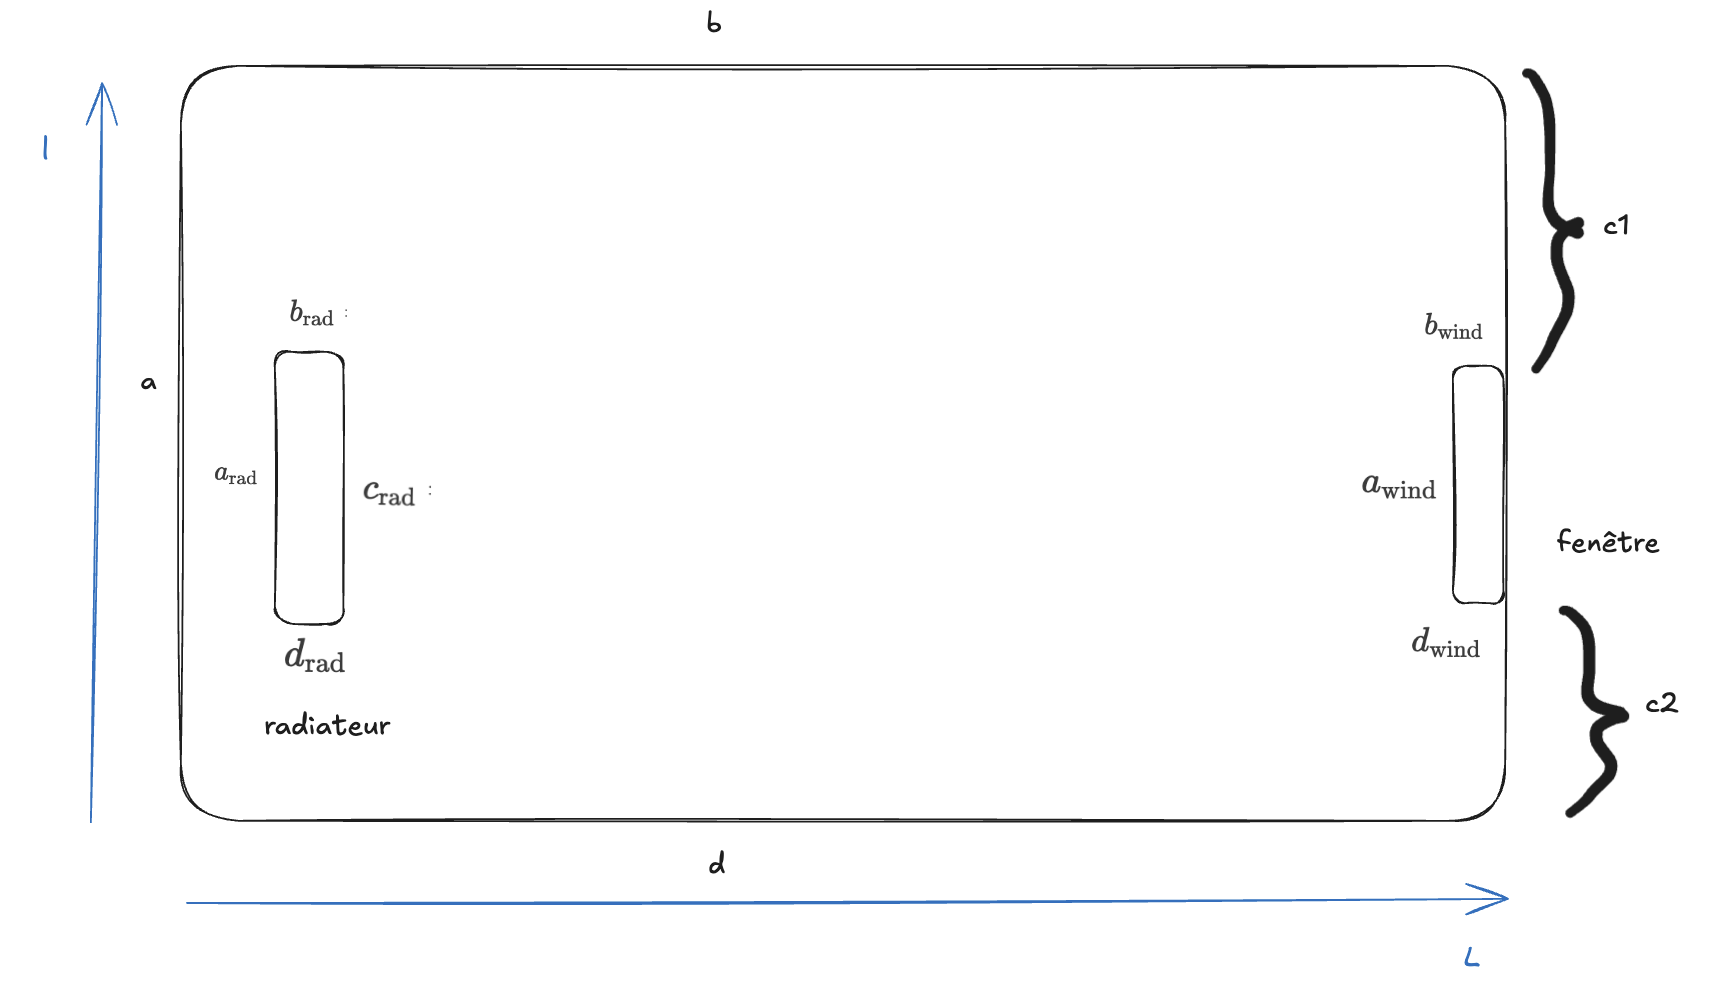 b
l
c1
b_rad :
b_wind
a
a_rad
c_rad :
a_wind
fenêtre
d_rad
d_wind
c2
radiateur
d
L